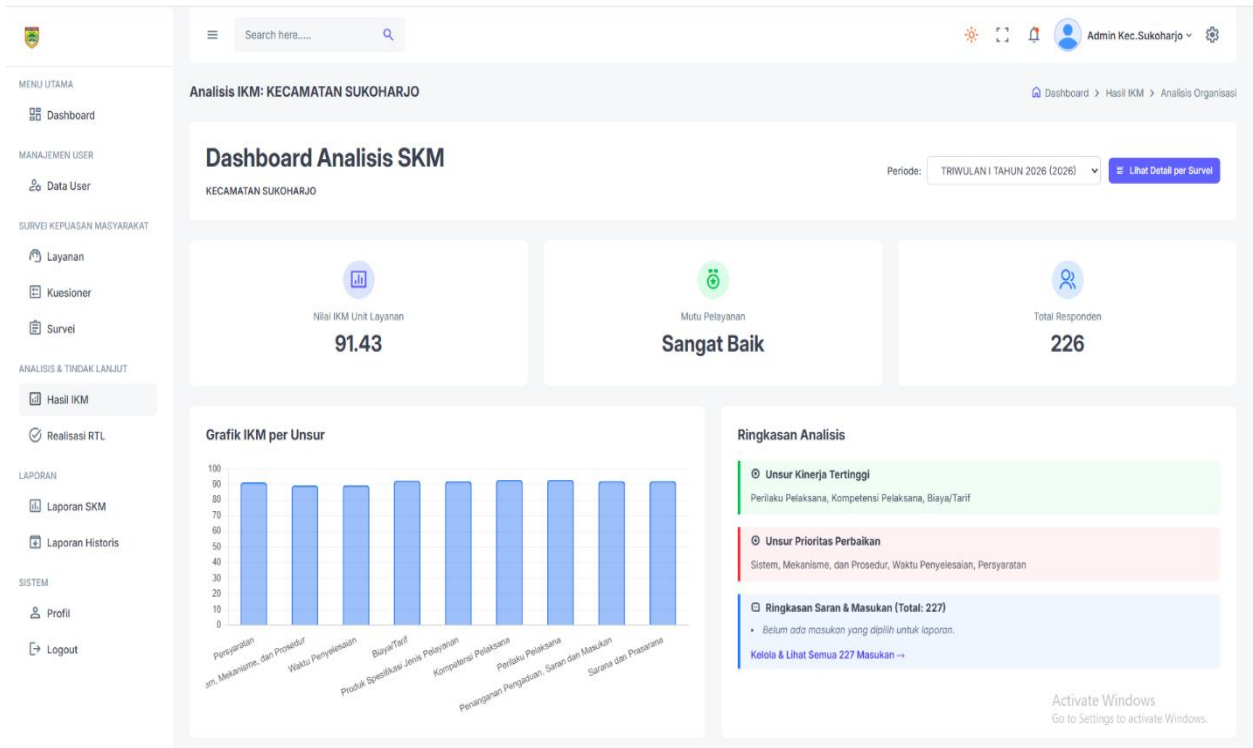 Search here.....
Admin Kec.Sukoharjo
MENU UTAMA
Dashboard
MANAJEMEN USER
Data User
SURVEI KEPUASAN MASYARAKAT
Layanan
Kuesioner
Survei
ANALISIS & TINDAK LANJUT
Hasil IKM
Realisasi RTL
LAPORAN
Laporan SKM
Laporan Historis
SISTEM
Profil
Logout
Analisis IKM: KECAMATAN SUKOHARJO
Dashboard > Hasil IKM > Analisis Organisasi
Dashboard Analisis SKM
KECAMATAN SUKOHARJO
Periode:
TRIWULAN I TAHUN 2026 (2026)
Lihat Detail per Survei
Nilai IKM Unit Layanan
91.43
Mutu Pelayanan
Sangat Baik
Total Responden
226
Grafik IKM per Unsur
100
90
80
70
60
50
40
30
20
10
0
Persyaratan
sm, Mekanisme, dan Prosedur
Waktu Penyelesaian
Biaya/Tarif
Produk Spesifikasi Jenis Pelayanan
Kompetensi Pelaksana
Perilaku Pelaksana
Penanganan Pengaduan, Saran dan Masukan
Sarana dan Prasarana
Ringkasan Analisis
Unsur Kinerja Tertinggi
Perilaku Pelaksana, Kompetensi Pelaksana, Biaya/Tarif
Unsur Prioritas Perbaikan
Sistem, Mekanisme, dan Prosedur, Waktu Penyelesaian, Persyaratan
Ringkasan Saran & Masukan (Total: 227)
• Belum ada masukan yang dipilih untuk laporan.
Kelola & Lihat Semua 227 Masukan →
Activate Windows
Go to Settings to activate Windows.